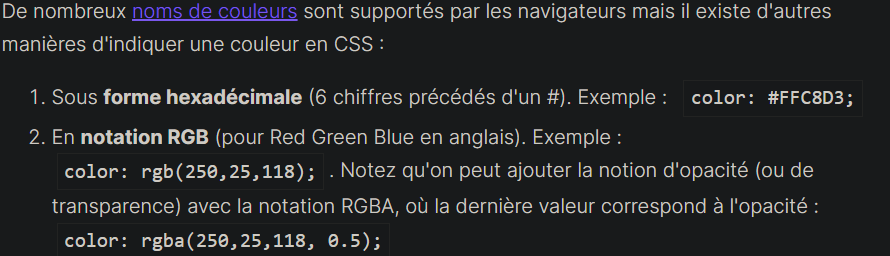 De nombreux noms de couleurs sont supportés par les navigateurs mais il existe d'autres
manières d'indiquer une couleur en CSS :
1. Sous forme hexadécimale (6 chiffres précédés d'un #). Exemple : color: #FFC8D3;
2. En notation RGB (pour Red Green Blue en anglais). Exemple :
color: rgb(250,25,118); . Notez qu'on peut ajouter la notion d'opacité (ou de
transparence) avec la notation RGBA, où la dernière valeur correspond à l'opacité :
color: rgba(250,25,118, 0.5);